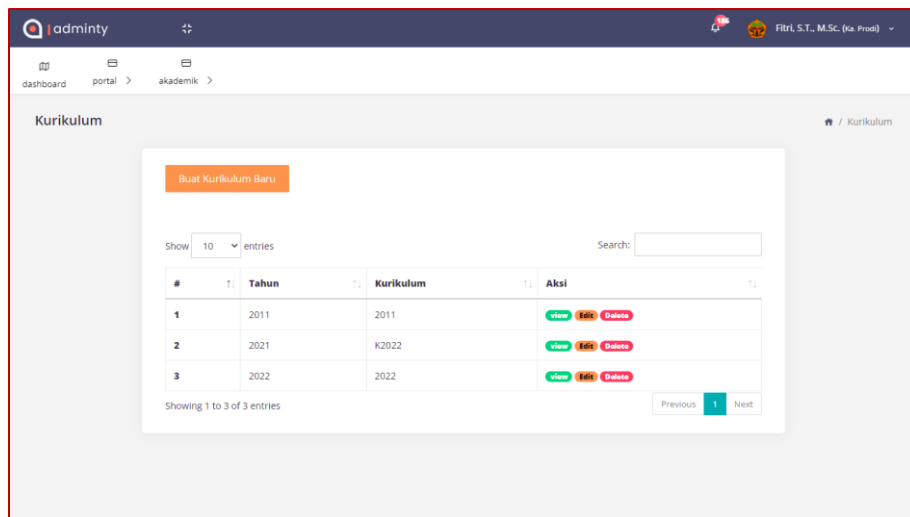 adminty
186
Fitri, S.T., M.Sc. (Ka. Prodi)
dashboard portal > akademik >
Kurikulum
/ Kurikulum
Buat Kurikulum Baru
Show 10 entries
Search:
# Tahun Kurikulum Aksi
1 2011 2011 view Edit Delete
2 2021 K2022 view Edit Delete
3 2022 2022 view Edit Delete
Showing 1 to 3 of 3 entries
Previous 1 Next